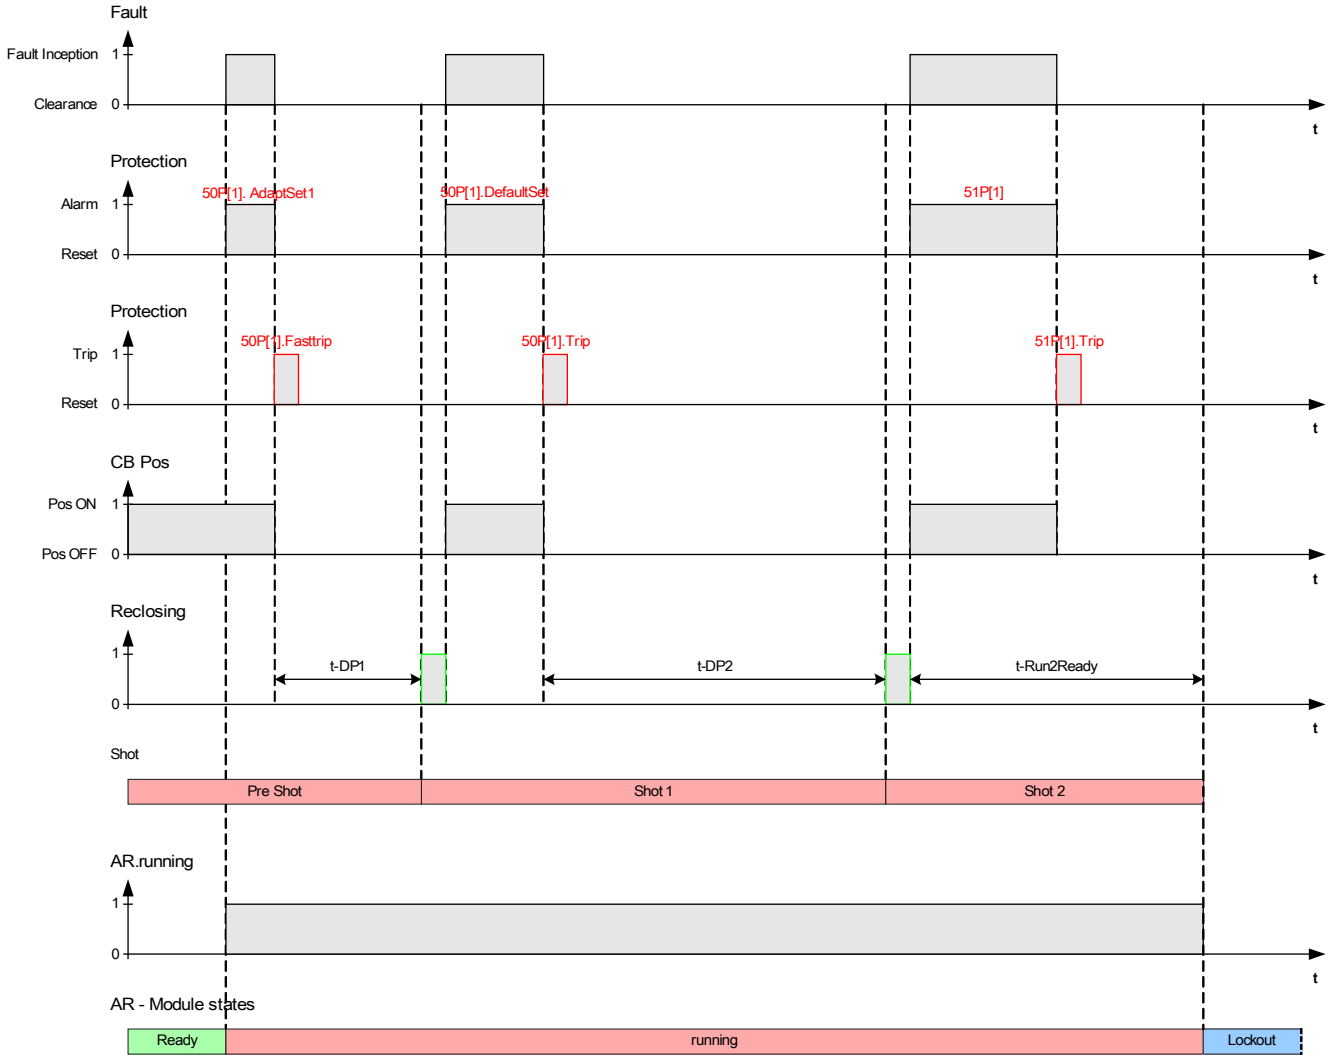 Fault
Fault Inception 1
Clearance 0
t
Protection
50P[1]. AdaptSet1 50P[1].DefaultSet 51P[1]
Alarm 1
Reset 0
t
Protection
50P[1].Fasttrip 50P[1].Trip 51P[1].Trip
Trip 1
Reset 0
t
CB Pos
Pos ON 1
Pos OFF 0
t
Reclosing
1
t-DP1 t-DP2 t-Run2Ready
0
t
Shot
Pre Shot Shot 1 Shot 2
AR.running
1
0
t
AR - Module states
Ready running Lockout